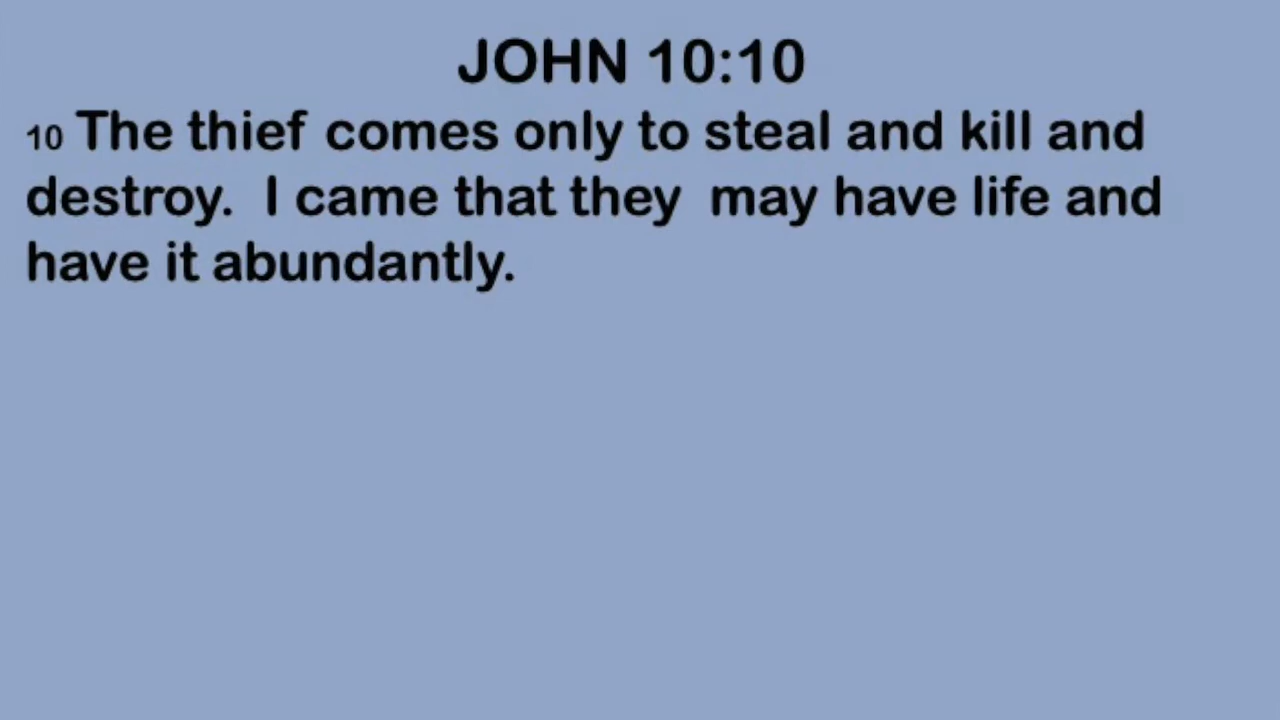 JOHN 10:10
10 The thief comes only to steal and kill and
destroy.  I came that they  may have life and
have it abundantly.